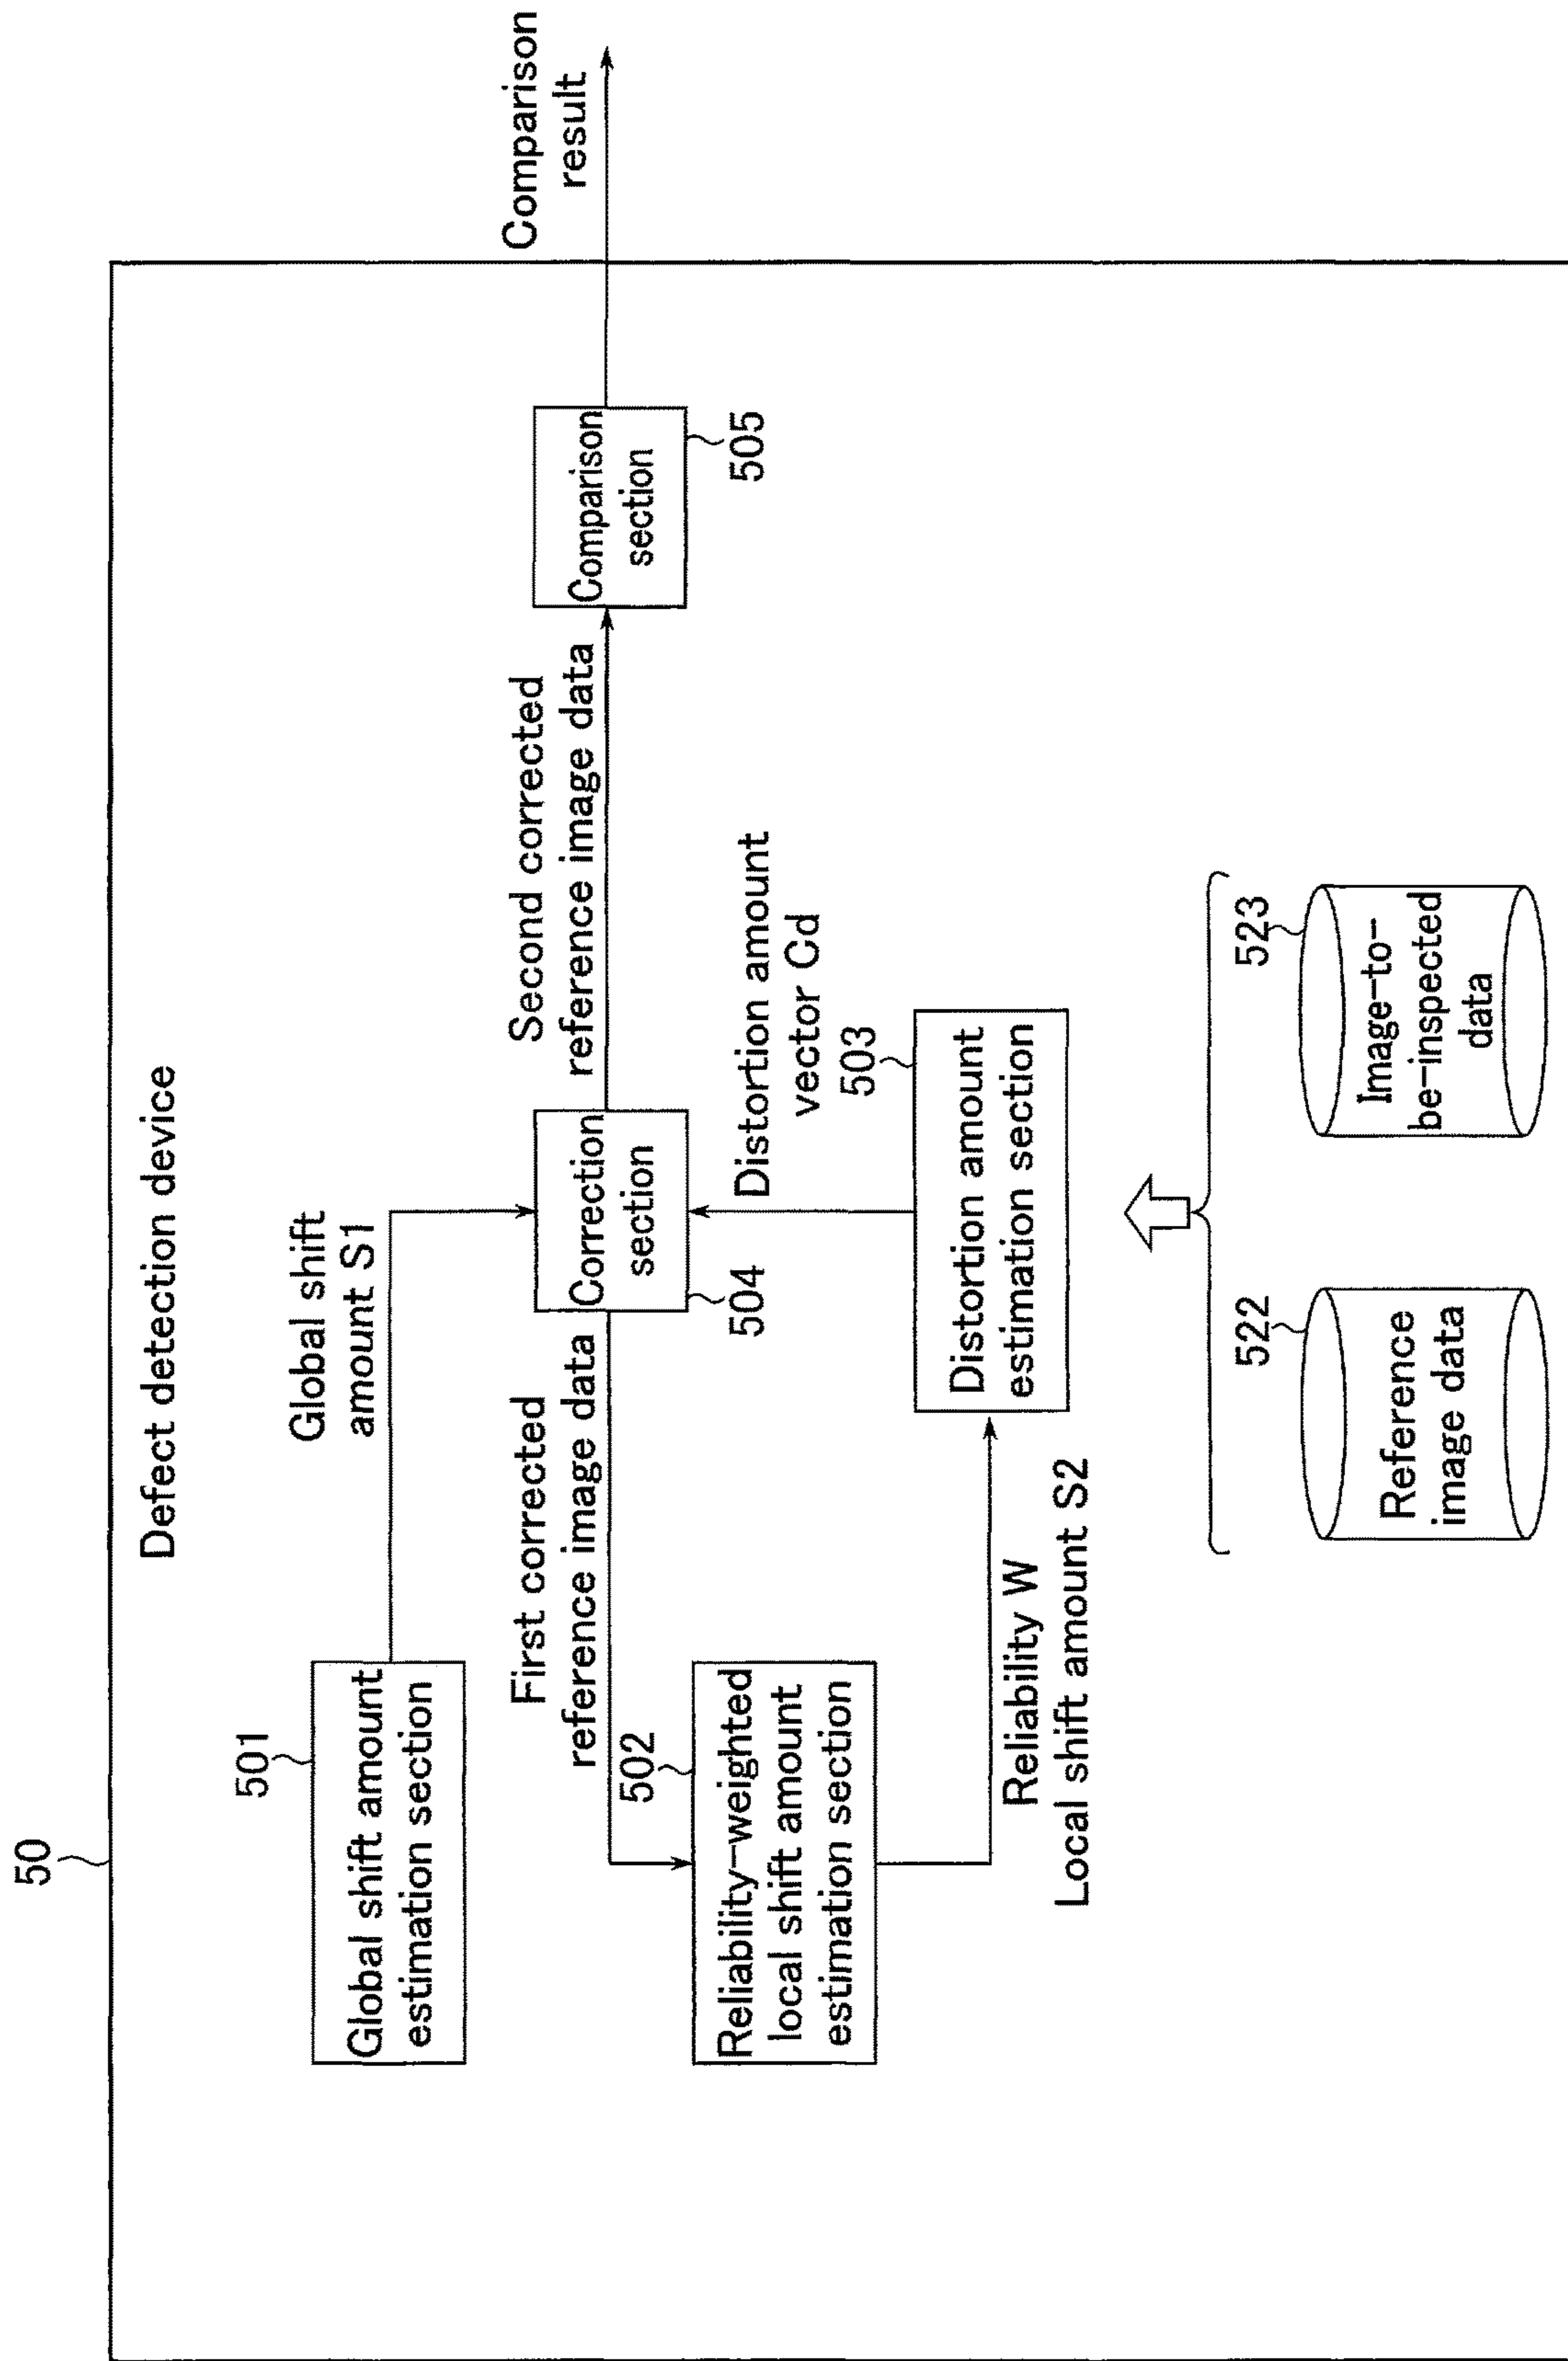 50
Defect detection device
501
Global shift amount
estimation section
Global shift
amount S1
First corrected
reference image data
Correction
section
504
Second corrected
reference image data
Comparison
section
505
Comparison
result
502
Reliability-weighted
local shift amount
estimation section
Reliability W
Local shift amount S2
Distortion amount
vector Cd
503
Distortion amount
estimation section
522
Reference
image data
523
Image-to-
be-inspected
data